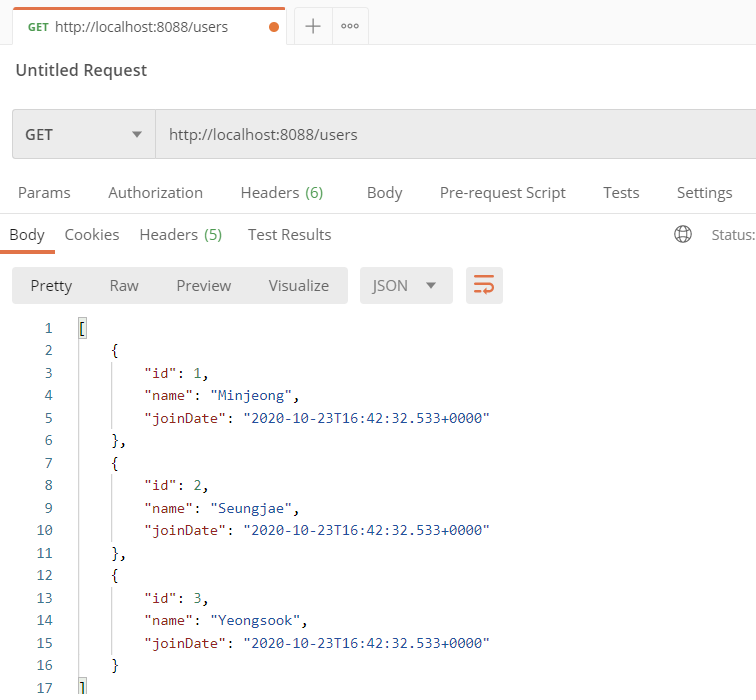 GET http://localhost:8088/users
Untitled Request
GET http://localhost:8088/users
Params Authorization Headers (6) Body Pre-request Script Tests Settings
Body Cookies Headers (5) Test Results Status:
Pretty Raw Preview Visualize JSON
1 [
2 {
3 "id": 1,
4 "name": "Minjeong",
5 "joinDate": "2020-10-23T16:42:32.533+0000"
6 },
7 {
8 "id": 2,
9 "name": "Seungjae",
10 "joinDate": "2020-10-23T16:42:32.533+0000"
11 },
12 {
13 "id": 3,
14 "name": "Yeongsook",
15 "joinDate": "2020-10-23T16:42:32.533+0000"
16 }
17 ]